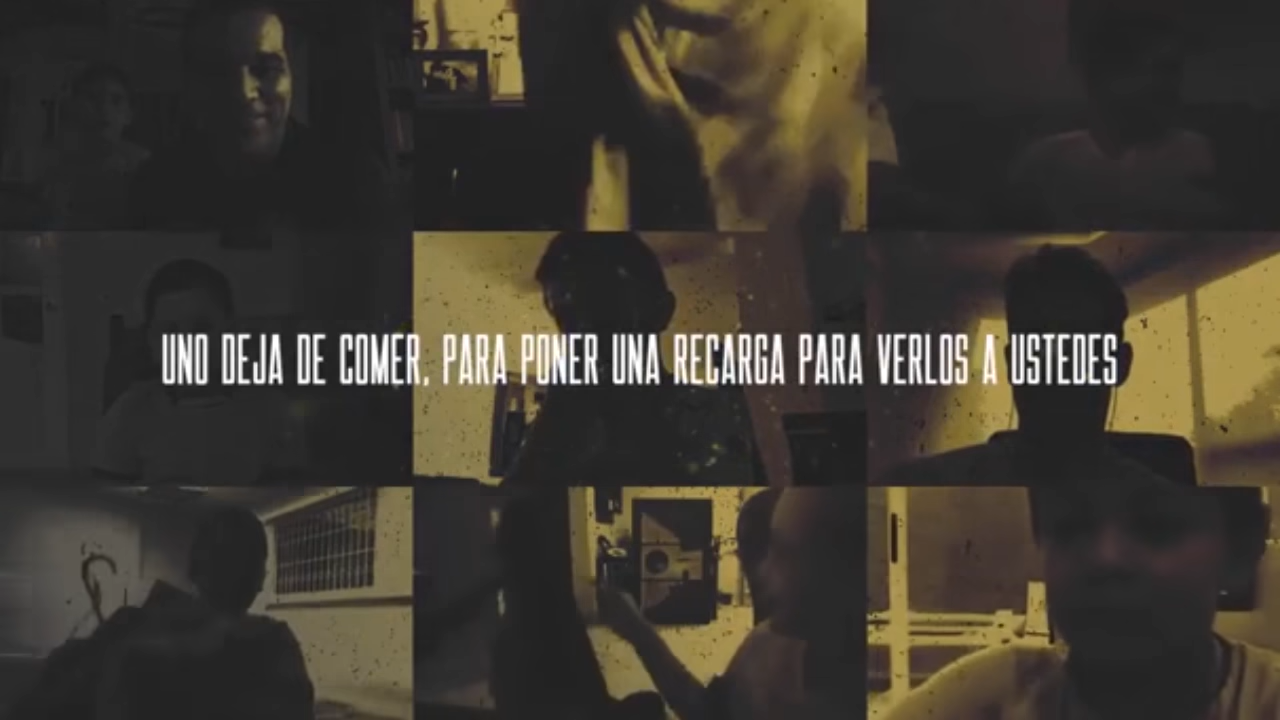 UNO DEJA DE COMER, PARA PONER UNA RECARGA PARA VERLOS A USTEDES